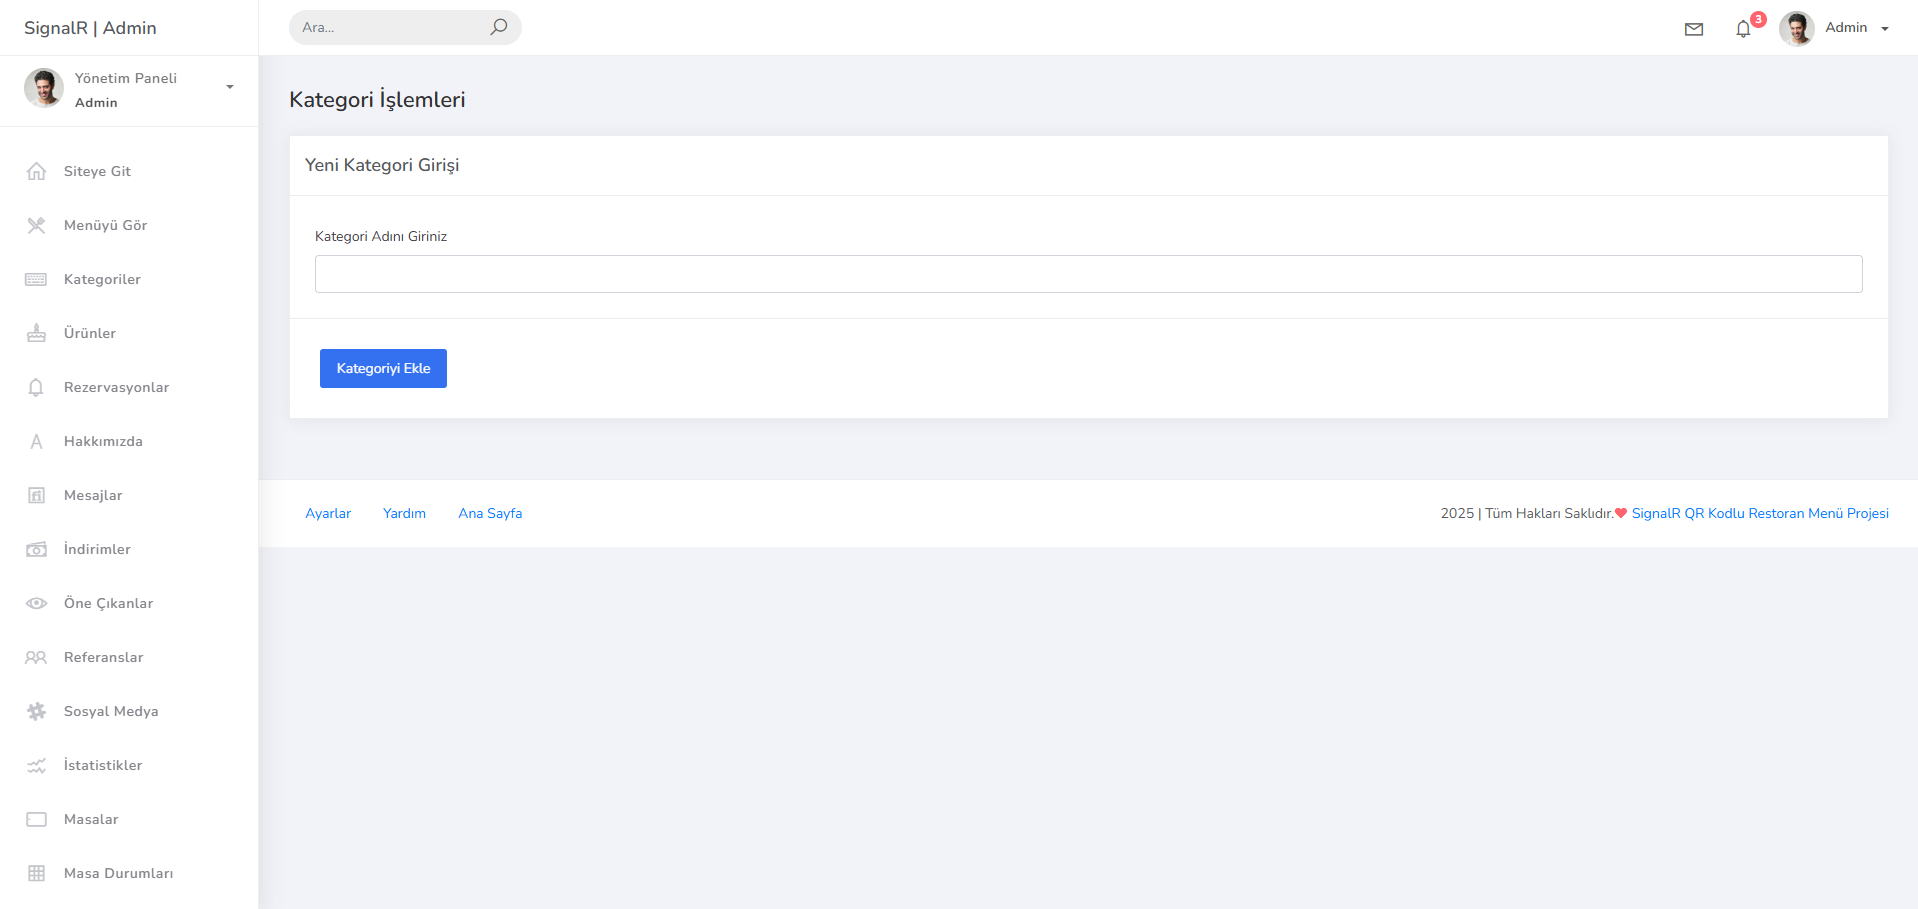 SignalR | Admin
Ara...
3
Admin
Yönetim Paneli
Admin
Siteye Git
Menüyü Gör
Kategoriler
Ürünler
Rezervasyonlar
Hakkımızda
Mesajlar
İndirimler
Öne Çıkanlar
Referanslar
Sosyal Medya
İstatistikler
Masalar
Masa Durumları
Kategori İşlemleri
Yeni Kategori Girişi
Kategori Adını Giriniz
Kategoriyi Ekle
Ayarlar Yardım Ana Sayfa
2025 | Tüm Hakları Saklıdır.❤ SignalR QR Kodlu Restoran Menü Projesi